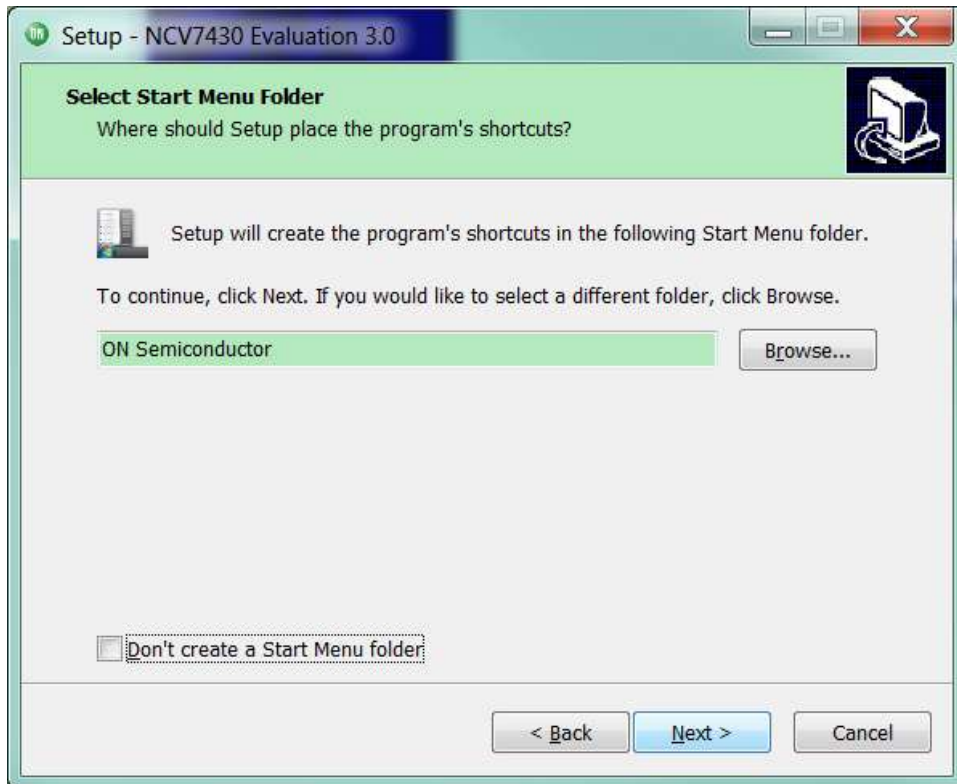 Setup - NCV7430 Evaluation 3.0
Select Start Menu Folder
Where should Setup place the program's shortcuts?
Setup will create the program's shortcuts in the following Start Menu folder.
To continue, click Next. If you would like to select a different folder, click Browse.
ON Semiconductor
Browse...
Don't create a Start Menu folder
< Back
Next >
Cancel